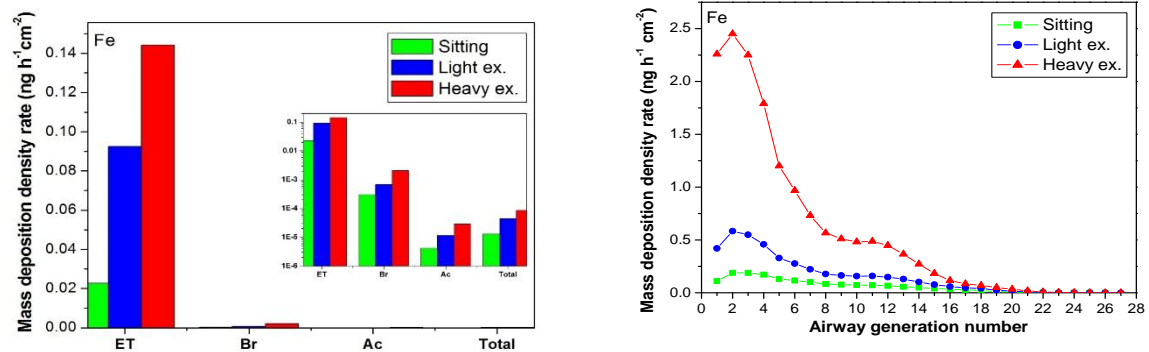 Mass deposition density rate (ng h⁻¹ cm⁻²)
Fe
Sitting
Light ex.
Heavy ex.
0.14
0.12
0.10
0.08
0.06
0.04
0.02
0.00
ET Br Ac Total
0.1
0.01
1E-3
1E-4
1E-5
1E-6
ET Br Ac Total
Mass deposition density rate (ng h⁻¹ cm⁻²)
Fe
Sitting
Light ex.
Heavy ex.
2.5
2.0
1.5
1.0
0.5
0.0
0 2 4 6 8 10 12 14 16 18 20 22 24 26 28
Airway generation number